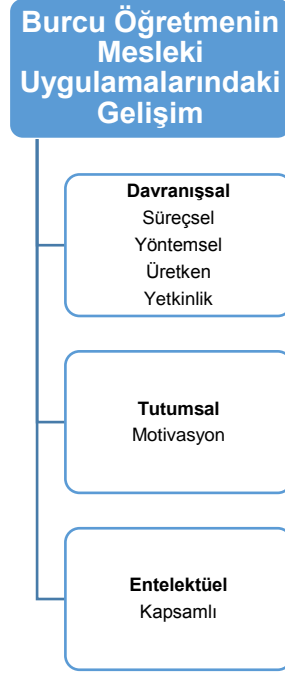 Burcu Öğretmenin
Mesleki
Uygulamalarındaki
Gelişim
Davranışsal
Süreçsel
Yöntemsel
Üretken
Yetkinlik
Tutumsal
Motivasyon
Entelektüel
Kapsamlı